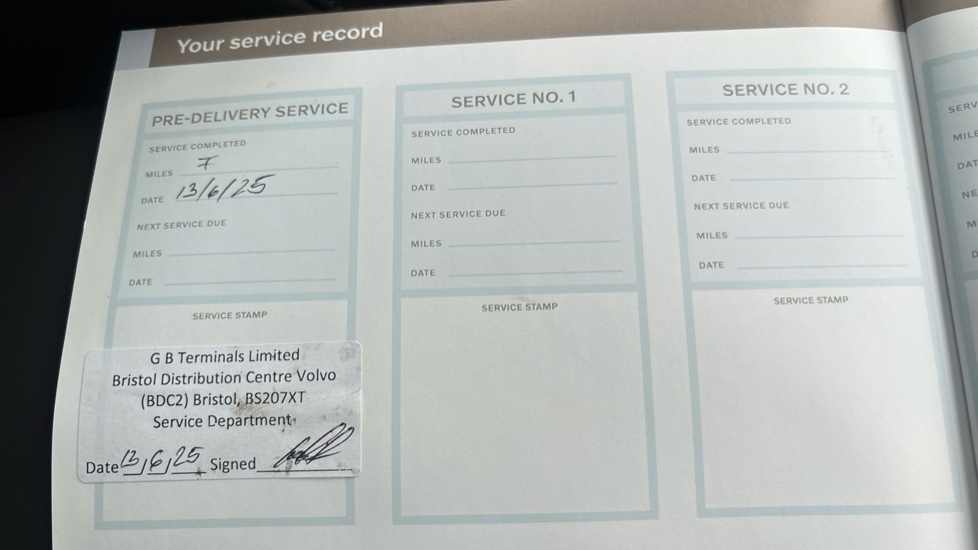 Your service record
PRE-DELIVERY SERVICE
SERVICE COMPLETED
MILES 7
DATE 13/6/25
NEXT SERVICE DUE
MILES
DATE
SERVICE STAMP
G B Terminals Limited
Bristol Distribution Centre Volvo
(BDC2) Bristol, BS207XT
Service Department
Date 13/6/25 Signed
SERVICE NO. 1
SERVICE COMPLETED
MILES
DATE
NEXT SERVICE DUE
MILES
DATE
SERVICE STAMP
SERVICE NO. 2
SERVICE COMPLETED
MILES
DATE
NEXT SERVICE DUE
MILES
DATE
SERVICE STAMP